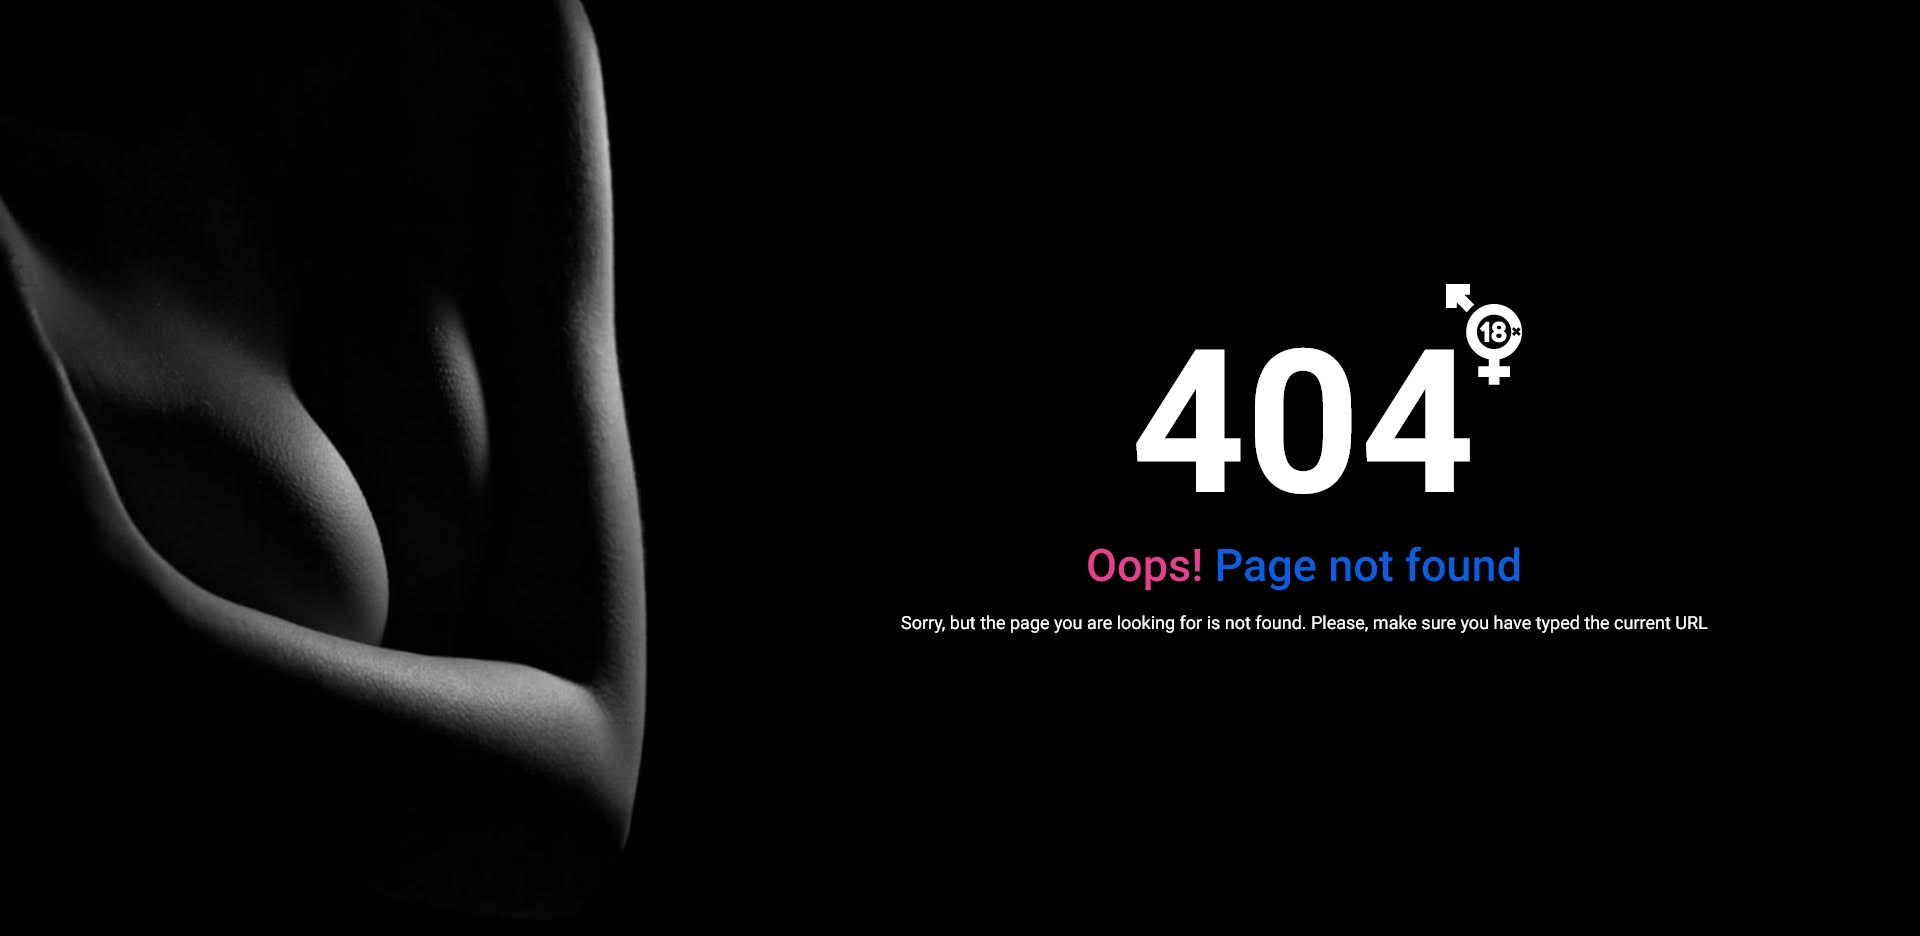 18+
404
Oops! Page not found
Sorry, but the page you are looking for is not found. Please, make sure you have typed the current URL